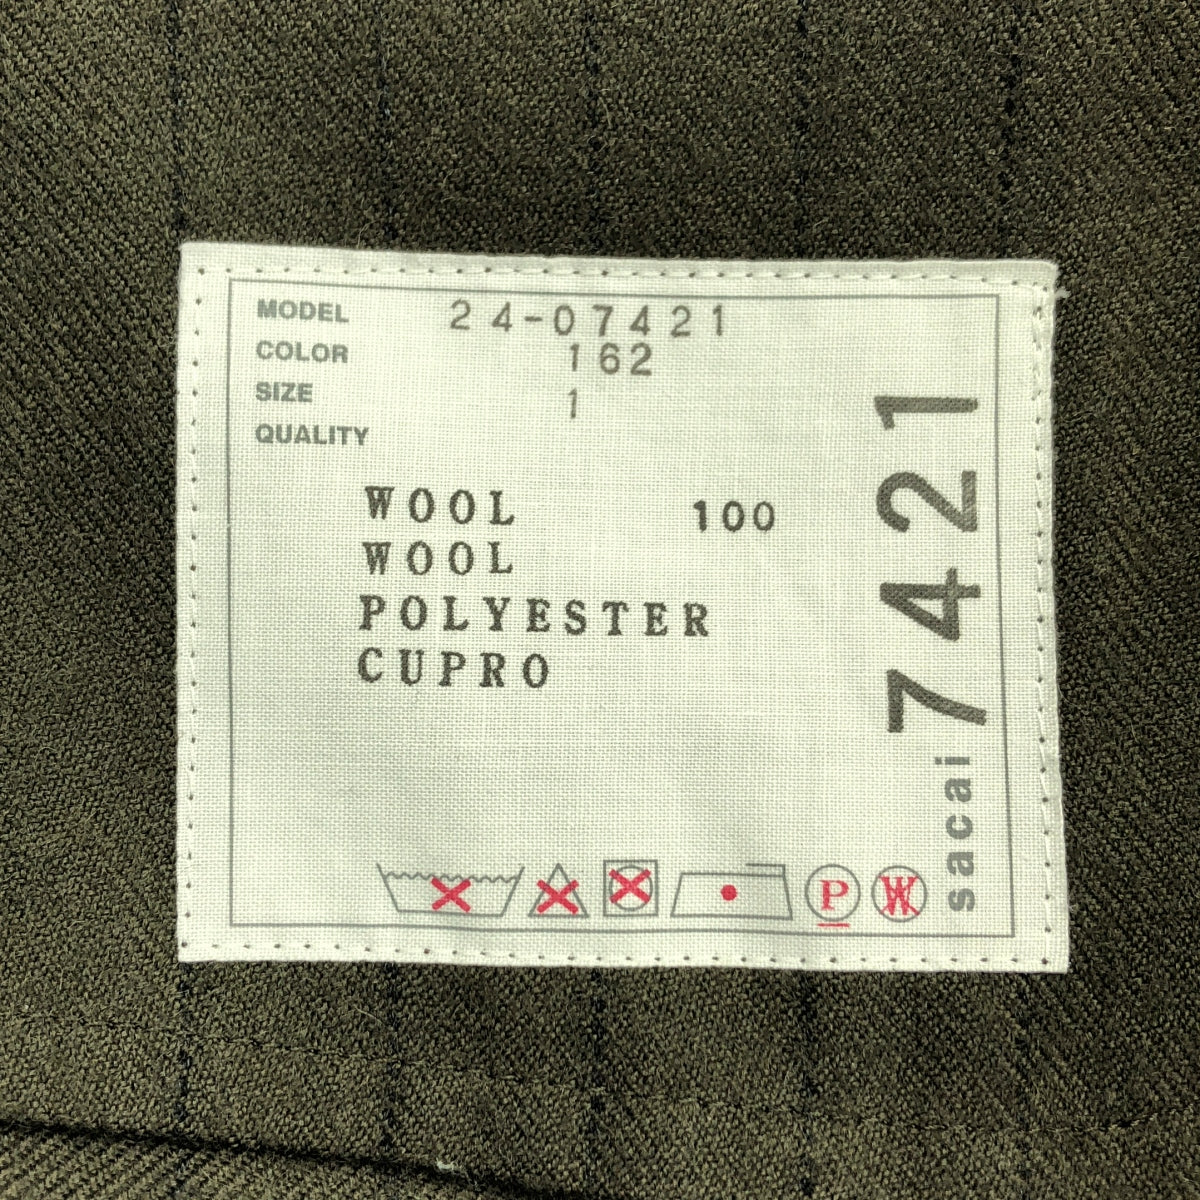 MODEL 24-07421
COLOR 162
SIZE 1
QUALITY
WOOL 100
WOOL
POLYESTER
CUPRO
sacai 7421
P W